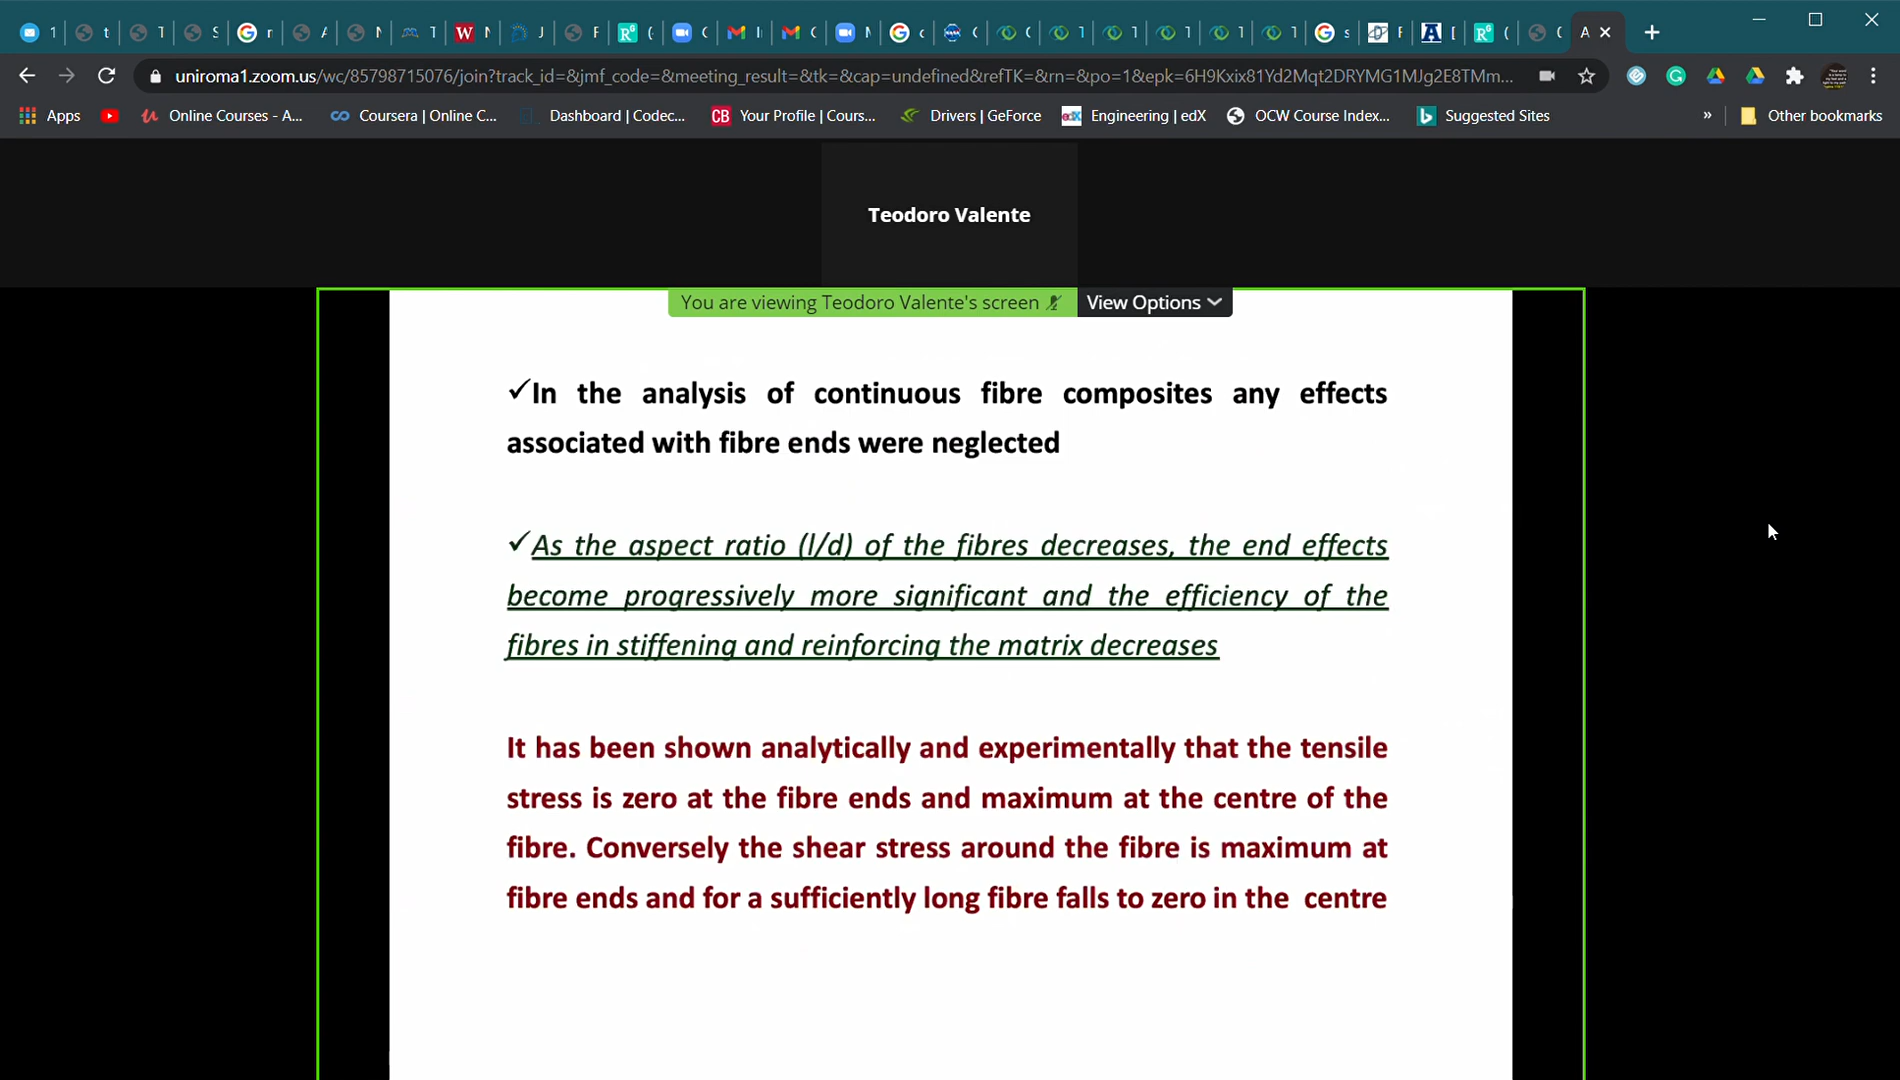 uniroma1.zoom.us/wc/85798715076/join?track_id=&jmf_code=&meeting_result=&tk=&cap=undefined&refTK=&rn=&po=1&epk=6H9Kxix81Yd2Mqt2DRYMG1MJg2E8TMm...
Apps Online Courses - A... Coursera | Online C... Dashboard | Codec... CB Your Profile | Cours... Drivers | GeForce edX Engineering | edX OCW Course Index... Suggested Sites » Other bookmarks
Teodoro Valente
You are viewing Teodoro Valente's screen View Options
✓In the analysis of continuous fibre composites any effects
associated with fibre ends were neglected
✓As the aspect ratio (l/d) of the fibres decreases, the end effects
become progressively more significant and the efficiency of the
fibres in stiffening and reinforcing the matrix decreases
It has been shown analytically and experimentally that the tensile
stress is zero at the fibre ends and maximum at the centre of the
fibre. Conversely the shear stress around the fibre is maximum at
fibre ends and for a sufficiently long fibre falls to zero in the centre